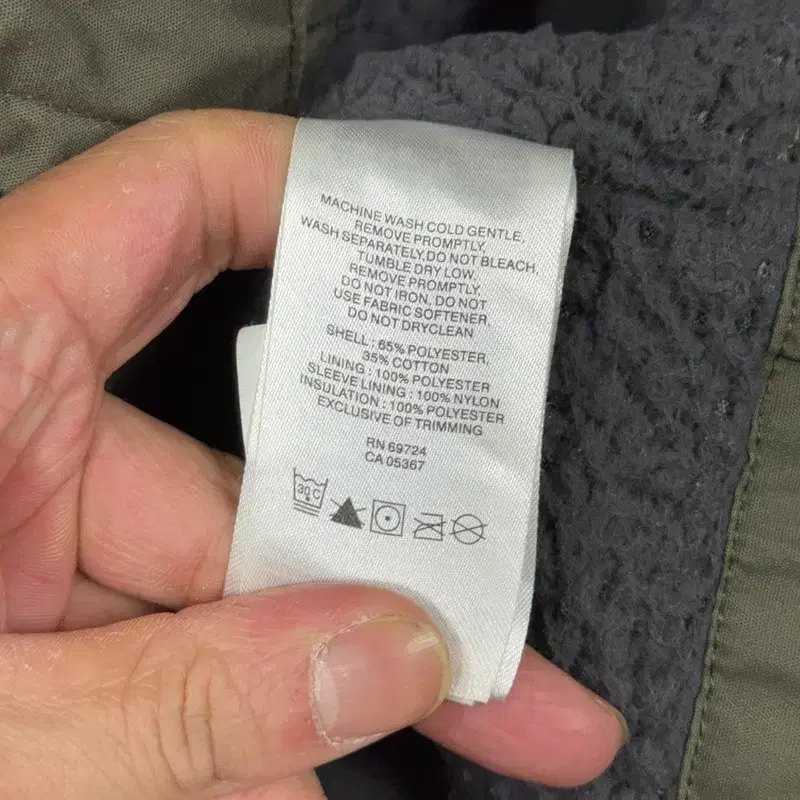 MACHINE WASH COLD GENTLE,
REMOVE PROMPTLY,
WASH SEPARATELY, DO NOT BLEACH,
TUMBLE DRY LOW,
REMOVE PROMPTLY,
DO NOT IRON, DO NOT
USE FABRIC SOFTENER,
DO NOT DRYCLEAN
SHELL : 65% POLYESTER,
35% COTTON
LINING : 100% POLYESTER
SLEEVE LINING : 100% NYLON
INSULATION : 100% POLYESTER
EXCLUSIVE OF TRIMMING
RN 69724
CA 05367
30C